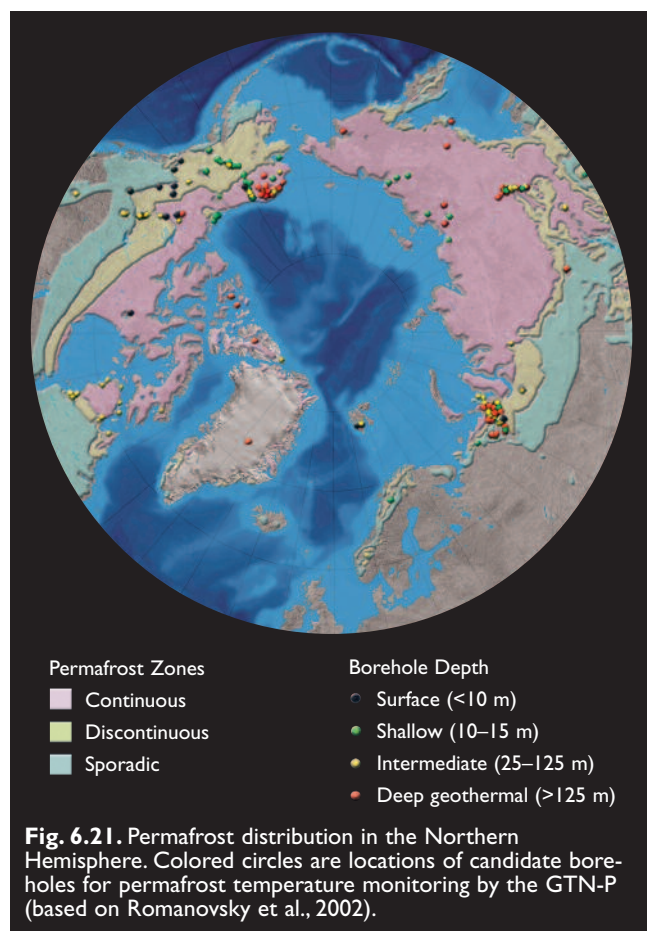 Permafrost Zones
Continuous
Discontinuous
Sporadic
Borehole Depth
Surface (<10 m)
Shallow (10–15 m)
Intermediate (25–125 m)
Deep geothermal (>125 m)
Fig. 6.21. Permafrost distribution in the Northern
Hemisphere. Colored circles are locations of candidate bore-
holes for permafrost temperature monitoring by the GTN-P
(based on Romanovsky et al., 2002).